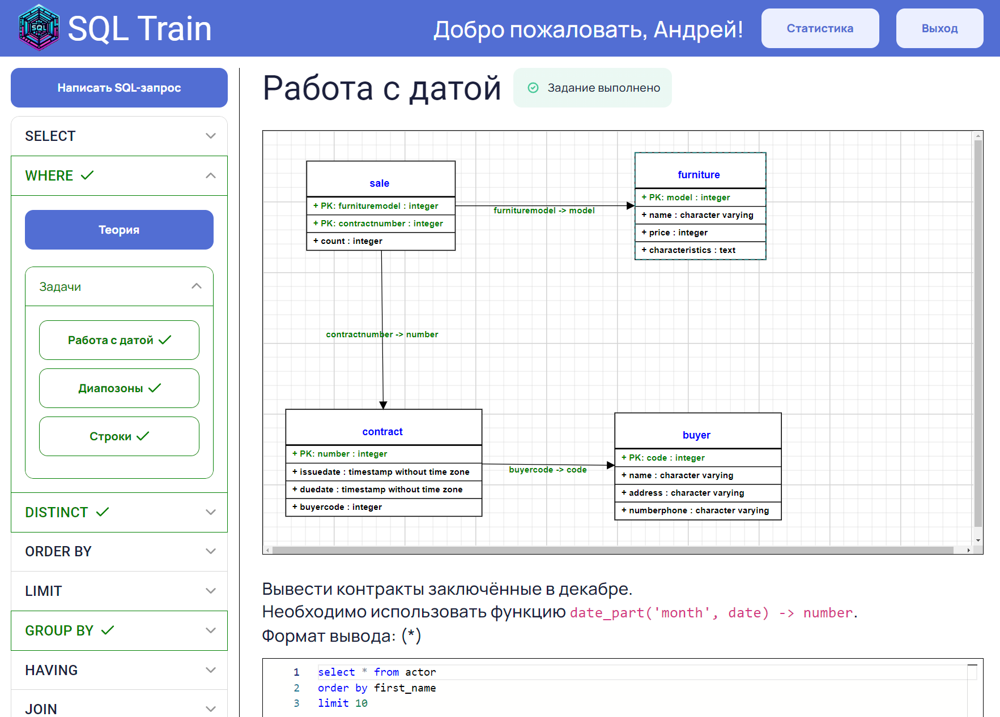 SQL
SQL Train
Добро пожаловать, Андрей!
Статистика
Выход
Написать SQL-запрос
SELECT
WHERE
Теория
Задачи
Работа с датой
Диапозоны
Строки
DISTINCT
ORDER BY
LIMIT
GROUP BY
HAVING
JOIN
Работа с датой
Задание выполнено
sale
+ PK: furnituremodel : integer
+ PK: contractnumber : integer
+ count : integer
furnituremodel -> model
furniture
+ PK: model : integer
+ name : character varying
+ price : integer
+ characteristics : text
contractnumber -> number
contract
+ PK: number : integer
+ issuedate : timestamp without time zone
+ duedate : timestamp without time zone
+ buyercode : integer
buyercode -> code
buyer
+ PK: code : integer
+ name : character varying
+ address : character varying
+ numberphone : character varying
Вывести контракты заключённые в декабре.
Необходимо использовать функцию date_part('month', date) -> number.
Формат вывода: (*)
1 select * from actor
2 order by first_name
3 limit 10